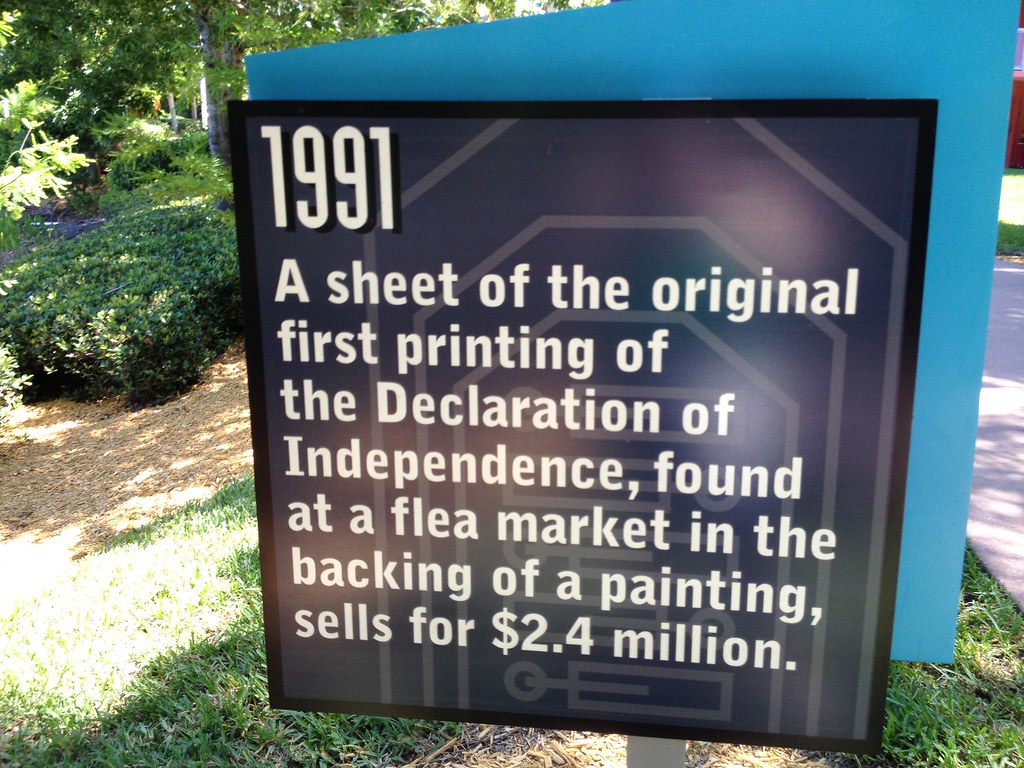 1991
A sheet of the original
first printing of
the Declaration of
Independence, found
at a flea market in the
backing of a painting,
sells for $2.4 million.